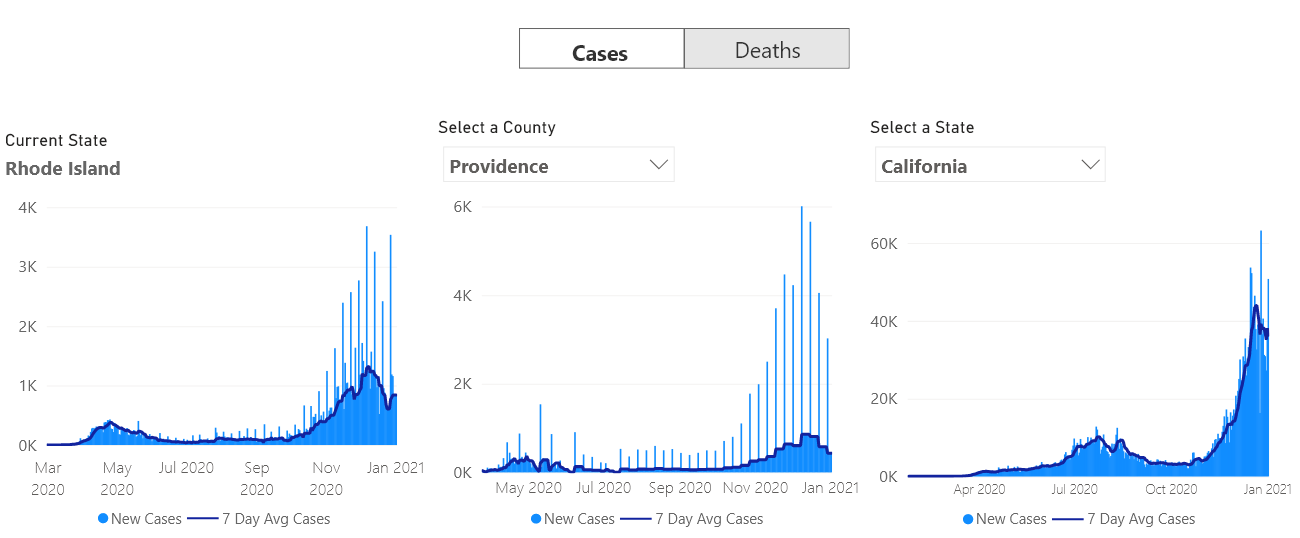 Cases Deaths
Current State
Rhode Island
4K
3K
2K
1K
0K
Mar 2020 May 2020 Jul 2020 Sep 2020 Nov 2020 Jan 2021
New Cases 7 Day Avg Cases
Select a County
Providence
6K
4K
2K
0K
May 2020 Jul 2020 Sep 2020 Nov 2020 Jan 2021
New Cases 7 Day Avg Cases
Select a State
California
60K
40K
20K
0K
Apr 2020 Jul 2020 Oct 2020 Jan 2021
New Cases 7 Day Avg Cases